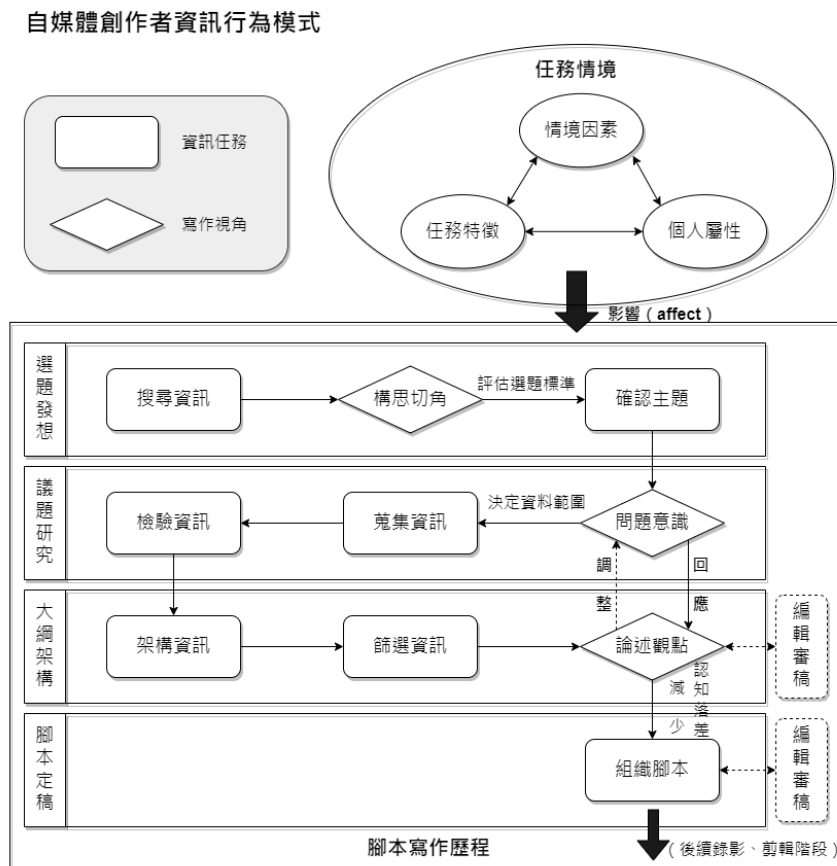 自媒體創作者資訊行為模式
任務情境
情境因素
資訊任務
寫作視角
任務特徵
個人屬性
影響（affect）
選題發想
搜尋資訊
構思切角
評估選題標準
確認主題
議題研究
檢驗資訊
蒐集資訊
決定資料範圍
問題意識
調整
回應
大綱架構
架構資訊
篩選資訊
論述觀點
編輯審稿
減少
認知落差
腳本定稿
組織腳本
編輯審稿
腳本寫作歷程
（後續錄影、剪輯階段）